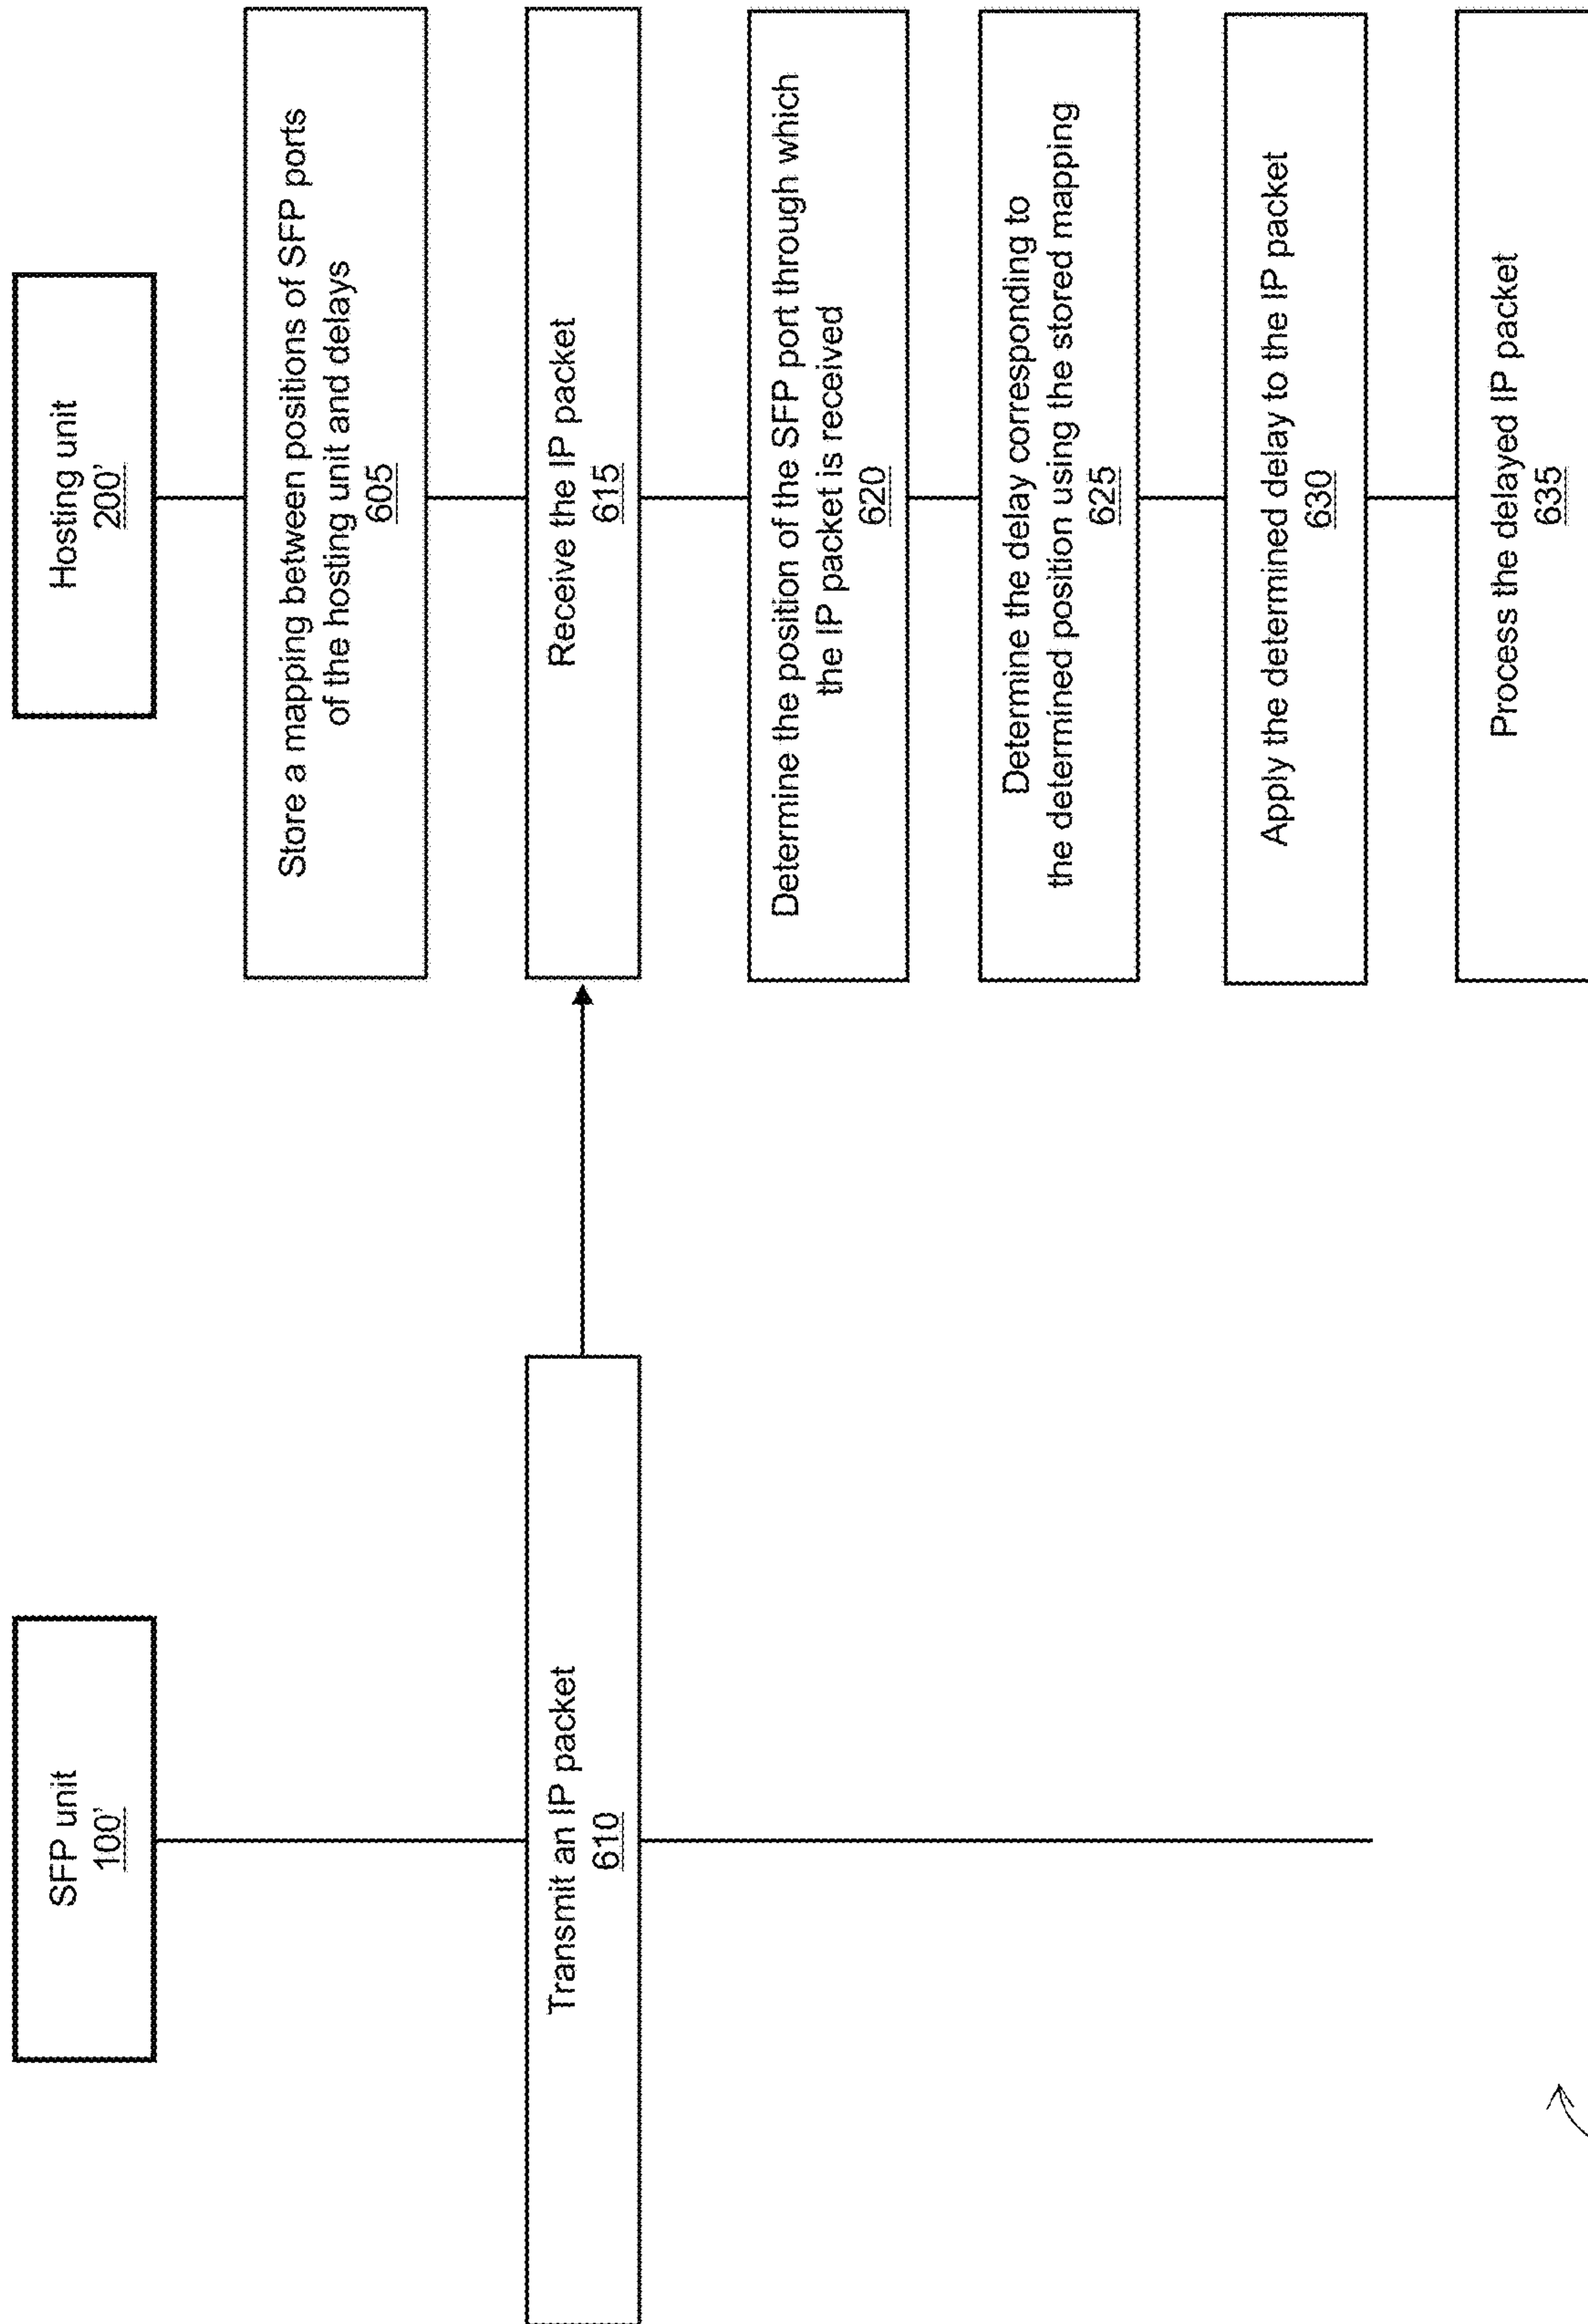 SFP unit
100'
Hosting unit
200'
Store a mapping between positions of SFP ports
of the hosting unit and delays
605
Transmit an IP packet
610
Receive the IP packet
615
Determine the position of the SFP port through which
the IP packet is received
620
Determine the delay corresponding to
the determined position using the stored mapping
625
Apply the determined delay to the IP packet
630
Process the delayed IP packet
635